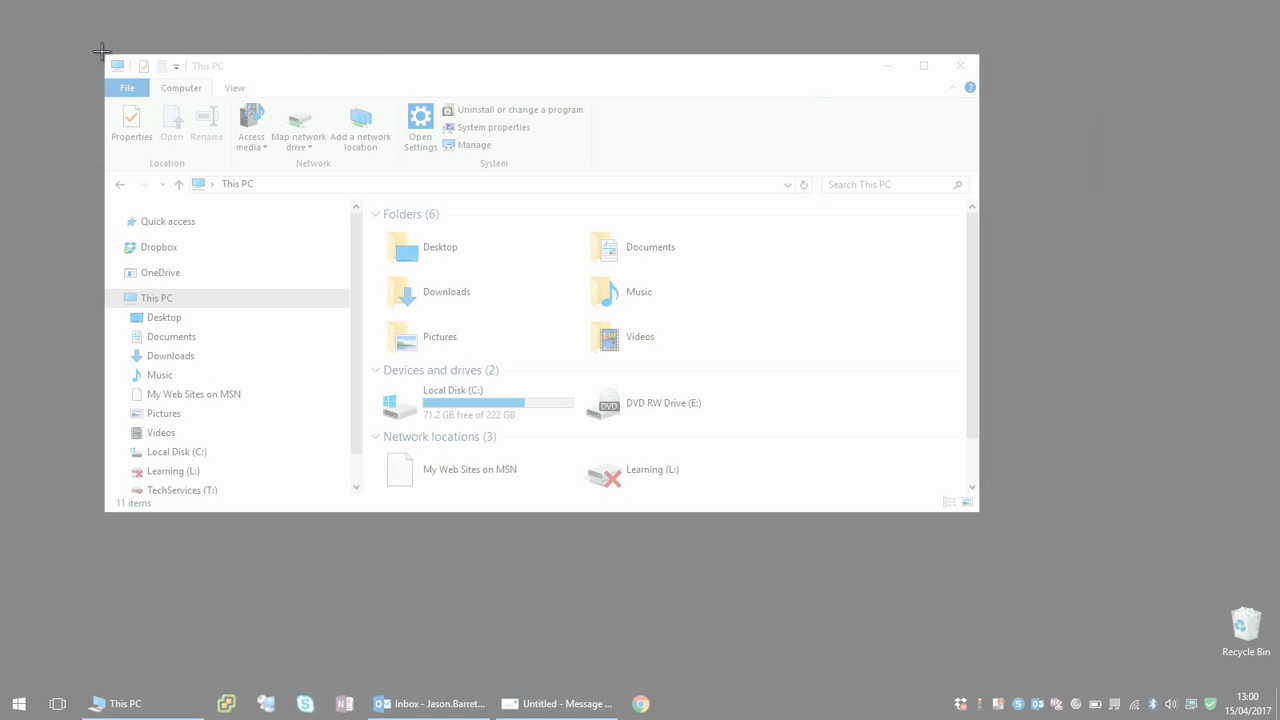 This PC
File Computer View
Properties Open Rename Access media Map network drive Add a network location Open Settings
Uninstall or change a program
System properties
Manage
Location Network System
This PC
Search This PC
Quick access
Dropbox
OneDrive
This PC
Desktop
Documents
Downloads
Music
My Web Sites on MSN
Pictures
Videos
Local Disk (C:)
Learning (L:)
TechServices (T:)
Folders (6)
Desktop
Documents
Downloads
Music
Pictures
Videos
Devices and drives (2)
Local Disk (C:)
71.2 GB free of 222 GB
DVD
DVD RW Drive (E:)
Network locations (3)
My Web Sites on MSN
Learning (L:)
11 items
Recycle Bin
This PC
Inbox - Jason.Barret...
Untitled - Message ...
13:00
15/04/2017